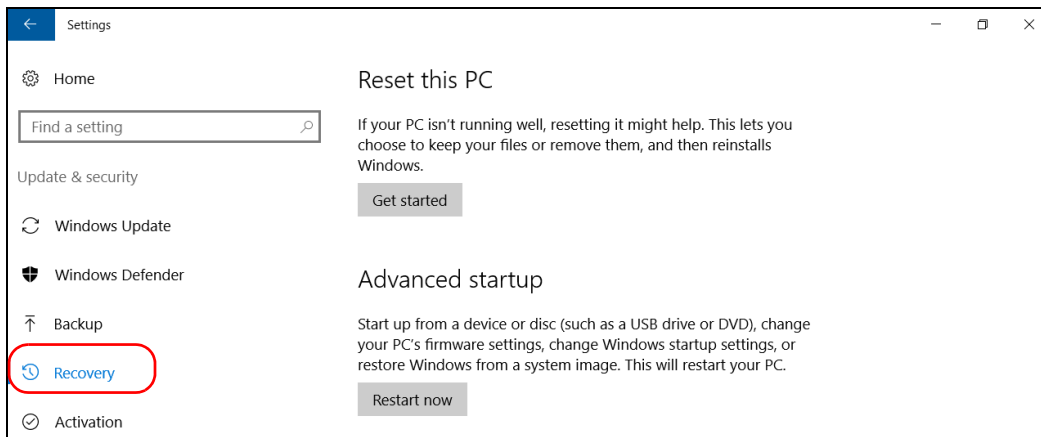 Settings
Home
Find a setting
Update & security
Windows Update
Windows Defender
Backup
Recovery
Activation
Reset this PC
If your PC isn't running well, resetting it might help. This lets you
choose to keep your files or remove them, and then reinstalls
Windows.
Get started
Advanced startup
Start up from a device or disc (such as a USB drive or DVD), change
your PC's firmware settings, change Windows startup settings, or
restore Windows from a system image. This will restart your PC.
Restart now